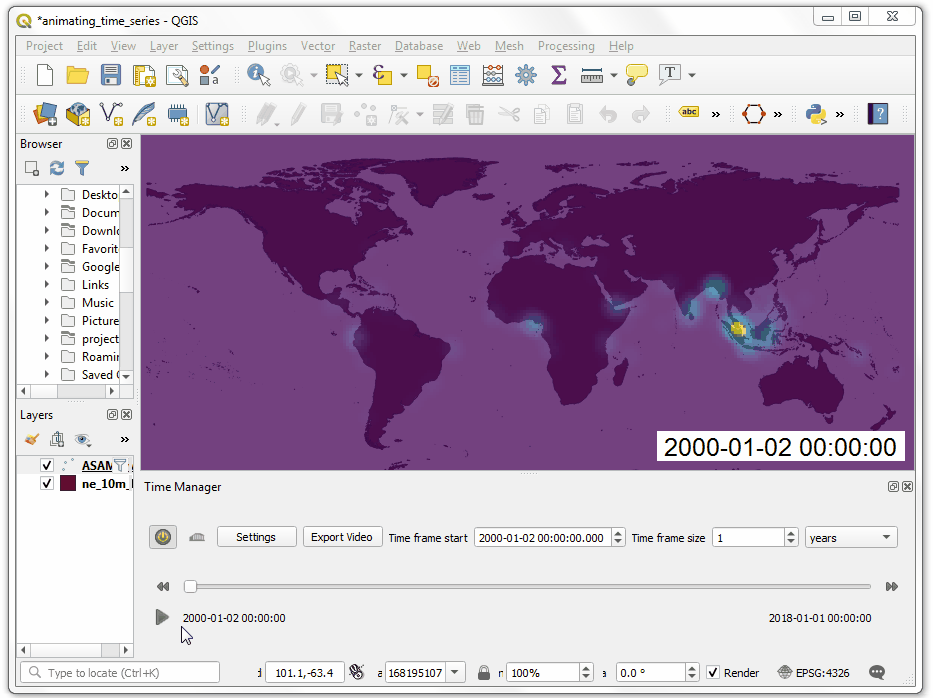 *animating_time_series - QGIS
Project Edit View Layer Settings Plugins Vector Raster Database Web Mesh Processing Help
T
abc » » »
Browser
»
Deskto
Docum
Downl
Favorit
Google
Links
Music
Picture
project
Roamin
Saved
Layers
»
ASAM
ne_10m_l
2000-01-02 00:00:00
Time Manager
Settings Export Video Time frame start 2000-01-02 00:00:00.000 Time frame size 1 years
2000-01-02 00:00:00 2018-01-01 00:00:00
Type to locate (Ctrl+K) 101.1,-63.4 a 168195107 100% a 0.0 ° Render EPSG:4326